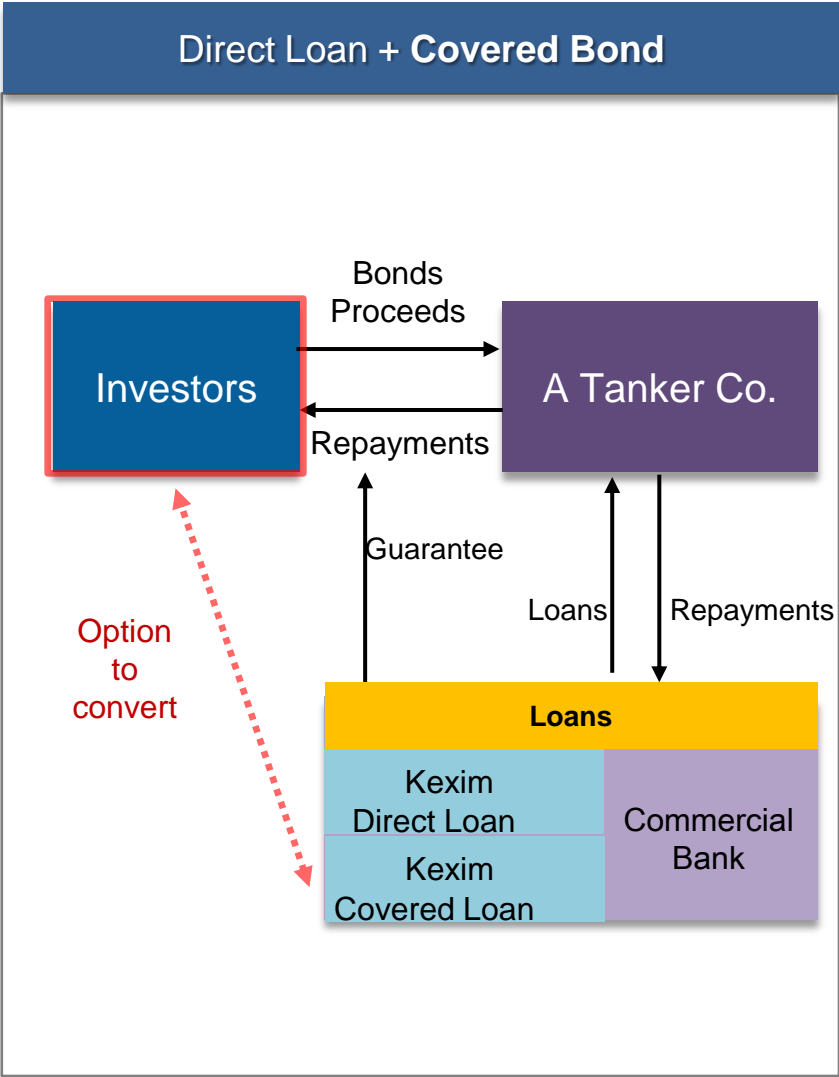 Direct Loan + Covered Bond
Bonds
Proceeds
Investors
A Tanker Co.
Repayments
Guarantee
Loans
Repayments
Option
to
convert
Loans
Kexim
Direct Loan
Commercial
Bank
Kexim
Covered Loan